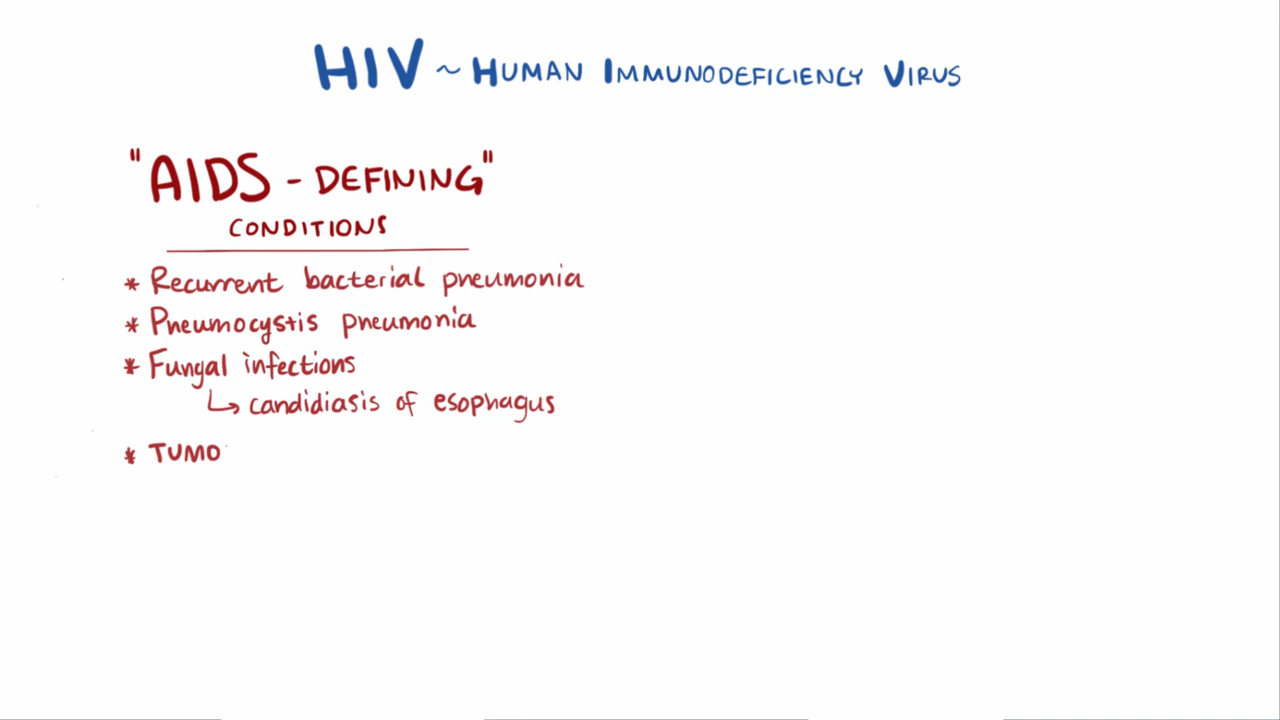 HIV ~ HUMAN IMMUNODEFICIENCY VIRUS
"AIDS - DEFINING"
CONDITIONS
* Recurrent bacterial pneumonia
* Pneumocystis pneumonia
* Fungal infections
↳ candidiasis of esophagus
* TUMO